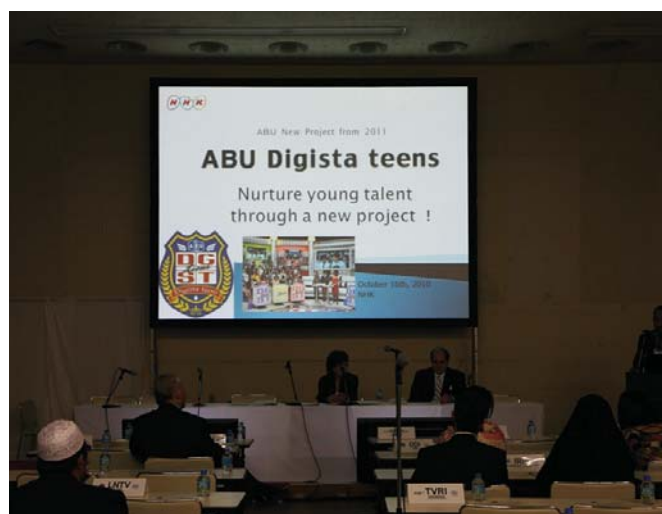 NHK
ABU New Project from 2011
ABU Digista teens
Nurture young talent
through a new project !
DG
ST
October 18th, 2010
NHK
LNTV
TVRI